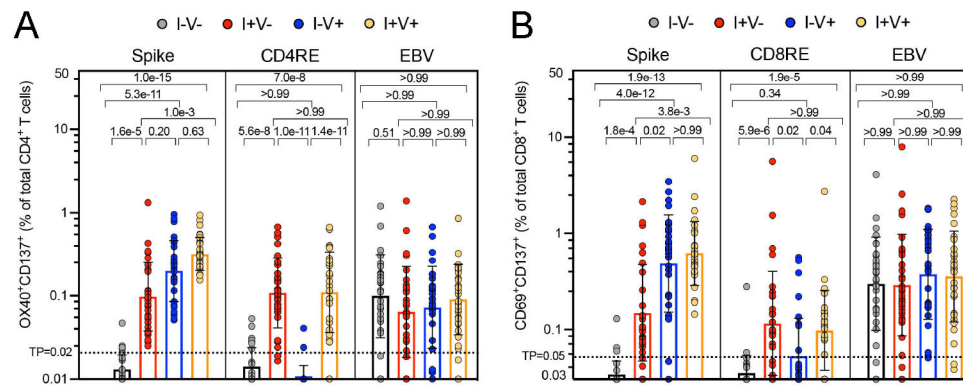 A
I-V- I+V- I-V+ I+V+
Spike CD4RE EBV
OX40⁺CD137⁺ (% of total CD4⁺ T cells)
50
10
1
0.1
TP=0.02
0.01
1.0e-15 7.0e-8 >0.99
5.3e-11 >0.99 >0.99
1.0e-3 >0.99 >0.99
1.6e-5 0.20 0.63 5.6e-8 1.0e-11 1.4e-11 0.51 >0.99 >0.99
B
I-V- I+V- I-V+ I+V+
Spike CD8RE EBV
CD69⁺CD137⁺ (% of total CD8⁺ T cells)
50
10
1
0.1
TP=0.05
0.03
1.9e-13 1.9e-5 >0.99
4.0e-12 0.34 >0.99
3.8e-3 >0.99 >0.99
1.8e-4 0.02 >0.99 5.9e-6 0.02 0.04 >0.99 >0.99 >0.99